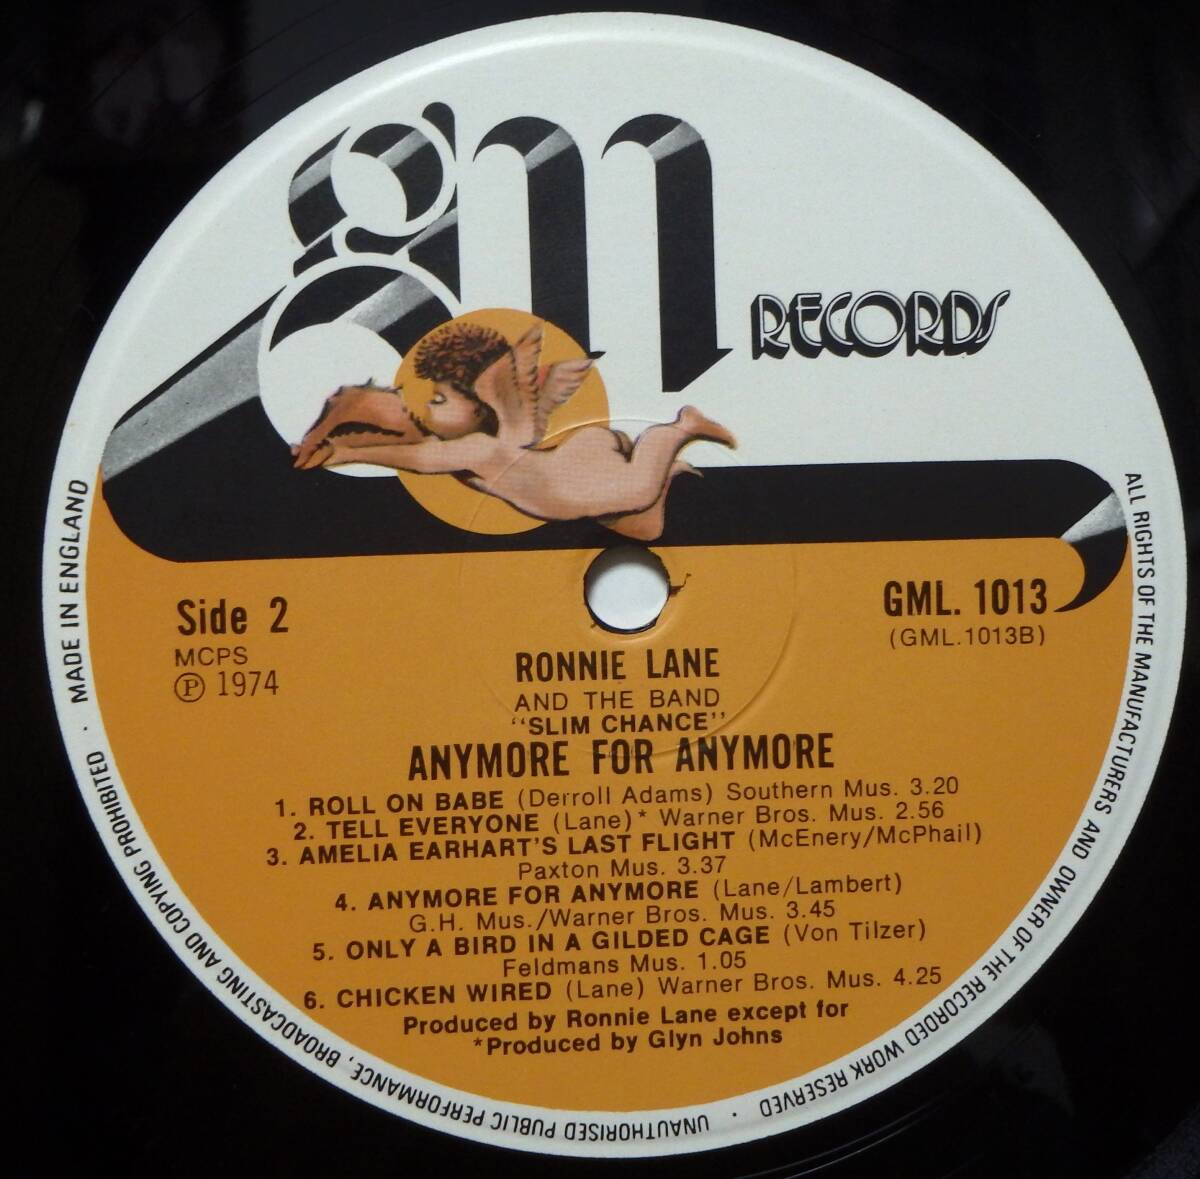 gm
RECORDS
Side 2
MCPS
Ⓟ 1974
GML. 1013
(GML.1013B)
RONNIE LANE
AND THE BAND
"SLIM CHANCE"
ANYMORE FOR ANYMORE
1. ROLL ON BABE (Derroll Adams) Southern Mus. 3.20
2. TELL EVERYONE (Lane)* Warner Bros. Mus. 2.56
3. AMELIA EARHART'S LAST FLIGHT (McEnery/McPhail)
Paxton Mus. 3.37
4. ANYMORE FOR ANYMORE (Lane/Lambert)
G.H. Mus./Warner Bros. Mus. 3.45
5. ONLY A BIRD IN A GILDED CAGE (Von Tilzer)
Feldmans Mus. 1.05
6. CHICKEN WIRED (Lane) Warner Bros. Mus. 4.25
Produced by Ronnie Lane except for
*Produced by Glyn Johns
ALL RIGHTS OF THE MANUFACTURERS AND OWNER OF THE RECORDED WORK RESERVED · UNAUTHORISED PUBLIC PERFORMANCE, BROADCASTING AND COPYING PROHIBITED · MADE IN ENGLAND